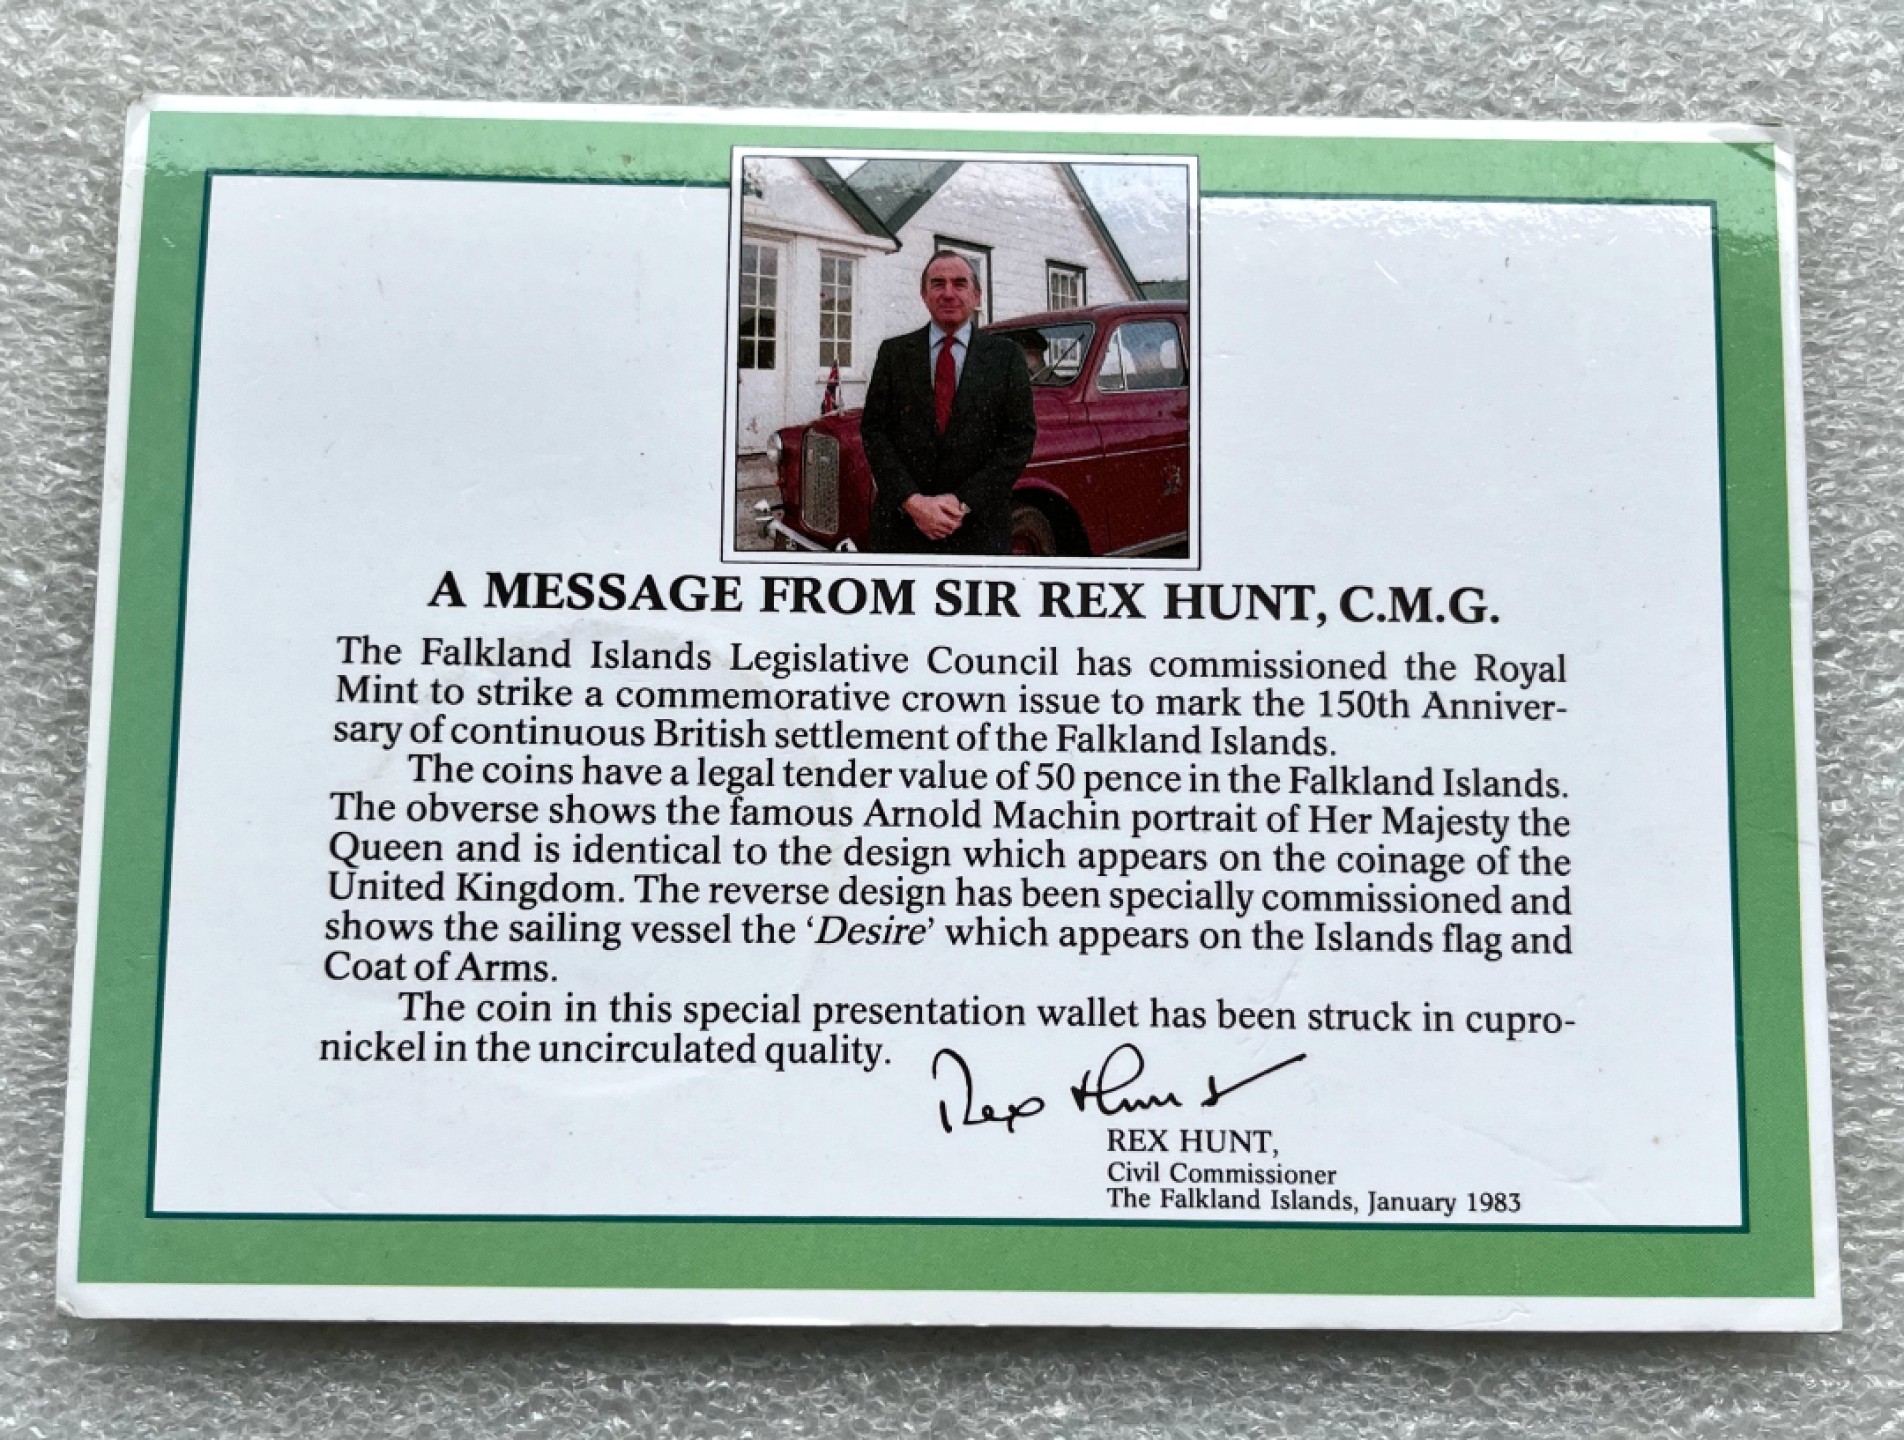 A MESSAGE FROM SIR REX HUNT, C.M.G.
The Falkland Islands Legislative Council has commissioned the Royal
Mint to strike a commemorative crown issue to mark the 150th Anniver-
sary of continuous British settlement of the Falkland Islands.
The coins have a legal tender value of 50 pence in the Falkland Islands.
The obverse shows the famous Arnold Machin portrait of Her Majesty the
Queen and is identical to the design which appears on the coinage of the
United Kingdom. The reverse design has been specially commissioned and
shows the sailing vessel the ‘Desire’ which appears on the Islands flag and
Coat of Arms.
The coin in this special presentation wallet has been struck in cupro-
nickel in the uncirculated quality.
Rex Hunt
REX HUNT,
Civil Commissioner
The Falkland Islands, January 1983